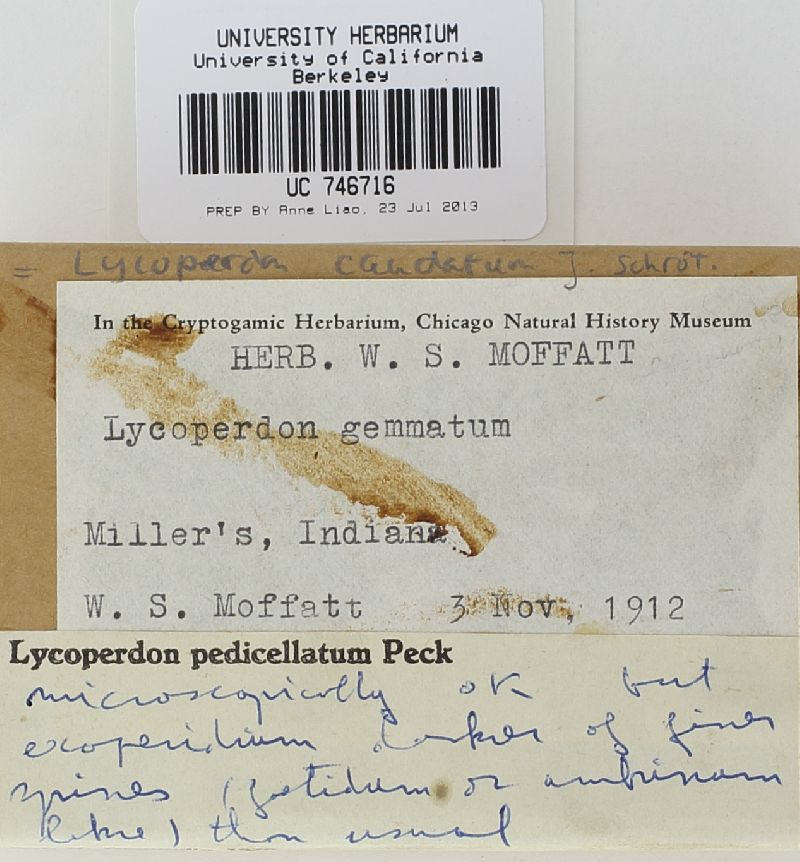 UNIVERSITY HERBARIUM
University of California
Berkeley
UC 746716
PREP BY Anne Liao, 23 Jul 2013
= Lycoperdon caudatum J. Schröt.
In the Cryptogamic Herbarium, Chicago Natural History Museum
HERB. W. S. MOFFATT
Lycoperdon gemmatum
Miller's, Indiana
W. S. Moffatt 3 Nov, 1912
Lycoperdon pedicellatum Peck
microscopically OK but
exoperidium darker of finer
spines (foetidum or umbrinum
like) than usual